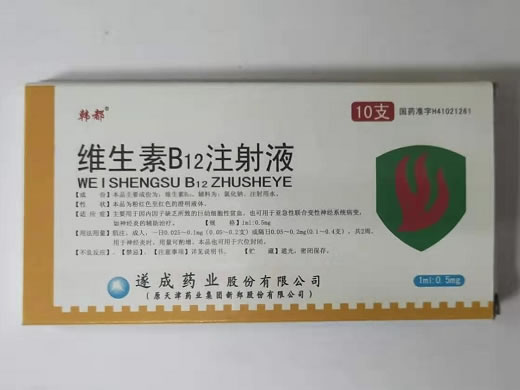 韩都®
10支
国药准字H41021261
维生素B12注射液
WEISHENGSU B12 ZHUSHEYE
【成 份】本品主要成份为：维生素B12。辅料为：氯化钠、注射用水。
【性 状】本品为粉红色至红色的澄明液体。
【适 应 症】主要用于因内因子缺乏所致的巨幼细胞性贫血，也可用于亚急性联合变性神经系统病变，
如神经炎的辅助治疗。 【规 格】1ml：0.5mg
【用法用量】肌注，成人，一日0.025～0.1mg（0.05～0.2支）或隔日0.05～0.2mg（0.1～0.4支），共2周。
用于神经炎时，用量可酌增。本品也可用于穴位封闭。
【不良反应】、【禁忌】、【注意事项】详见说明书。 【贮 藏】遮光，密闭保存。
遂成药业股份有限公司
（原天津药业集团新郑股份有限公司）
1ml:0.5mg